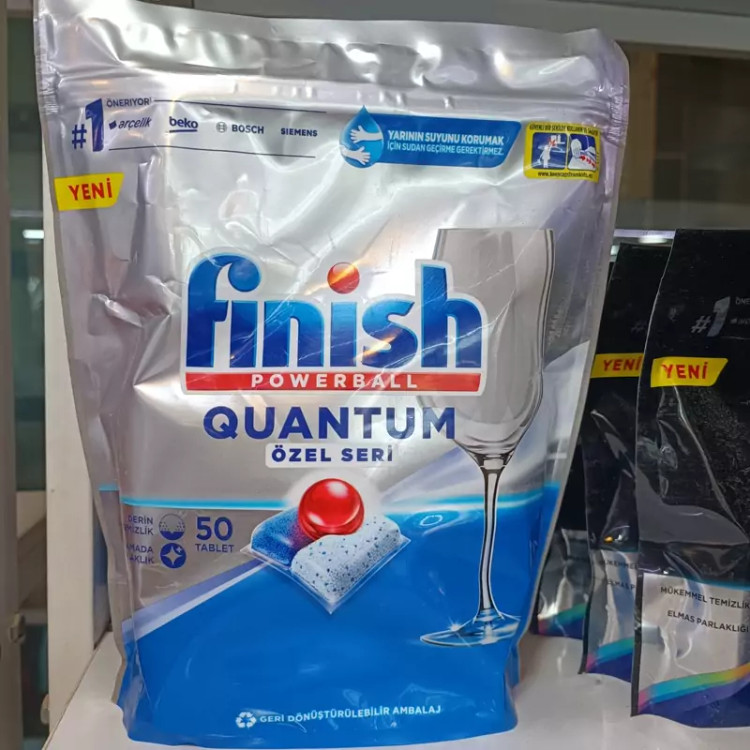 #1 ÖNERİYOR!
arçelik beko BOSCH SIEMENS
YARININ SUYUNU KORUMAK
İÇİN SUDAN GEÇİRME GEREKTİRMEZ.
YENİ
finish
POWERBALL
QUANTUM
ÖZEL SERİ
50
TABLET
GERİ DÖNÜŞTÜRÜLEBİLİR AMBALAJ
YENİ
#1
YENİ
MÜKEMMEL TEMİZLİK
ELMAS PARLAKLIĞI